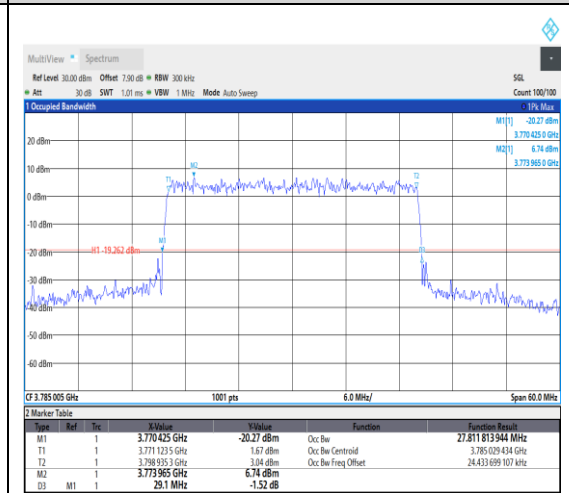 MultiView Spectrum
Ref Level 30.00 dBm Offset 7.90 dB RBW 300 kHz SGL
Att 30 dB SWT 1.01 ms VBW 1 MHz Mode Auto Sweep Count 100/100
1 Occupied Bandwidth 1Pk Max
M1[1] -20.27 dBm
3.770 425 0 GHz
M2[1] 6.74 dBm
3.773 965 0 GHz
20 dBm
10 dBm
0 dBm
-10 dBm
-20 dBm
-30 dBm
-40 dBm
-50 dBm
-60 dBm
T1
M2
T2
M1
H1 -19.262 dBm
D3
CF 3.785 005 GHz 1001 pts 6.0 MHz/ Span 60.0 MHz
2 Marker Table
Type Ref Trc X-Value Y-Value Function Function Result
M1 1 3.770 425 GHz -20.27 dBm Occ Bw 27.811 813 944 MHz
T1 1 3.771 123 5 GHz 1.67 dBm Occ Bw Centroid 3.785 029 434 GHz
T2 1 3.798 935 3 GHz 3.04 dBm Occ Bw Freq Offset 24.433 699 107 kHz
M2 1 3.773 965 GHz 6.74 dBm
D3 M1 1 29.1 MHz -1.52 dB